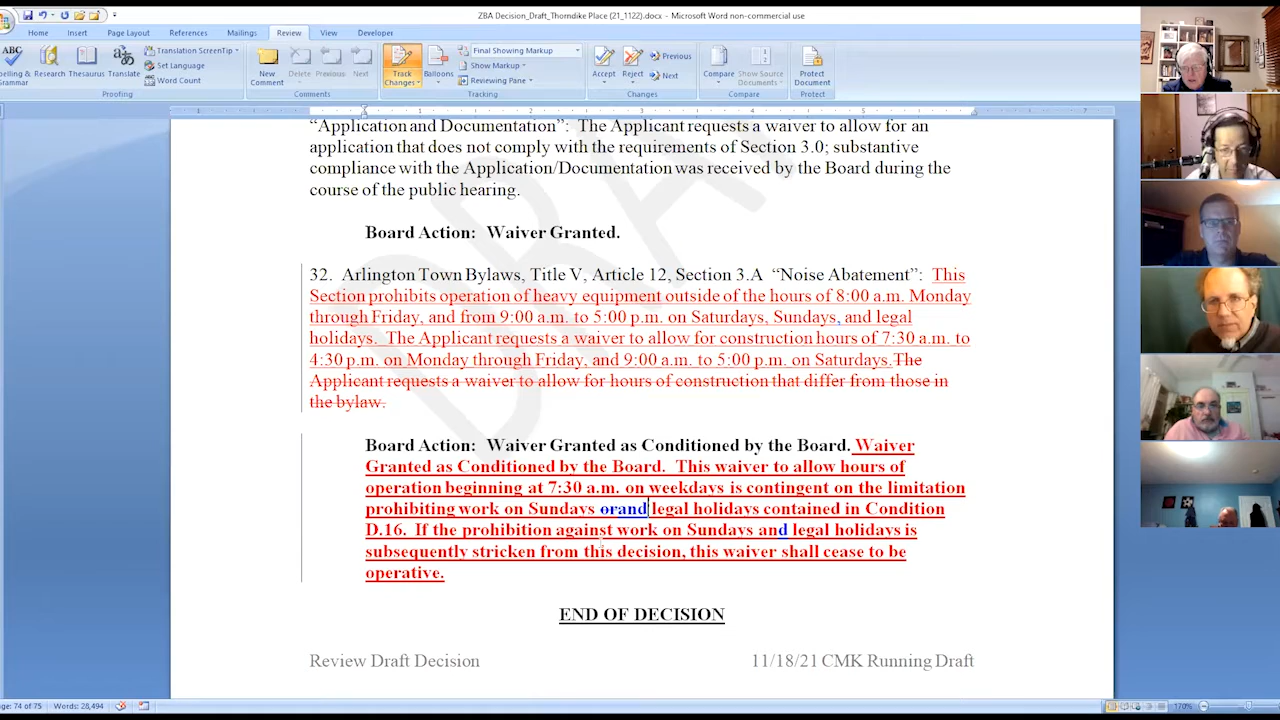 ZBA Decision_Draft_Thorndike Place (21_1122).docx - Microsoft Word non-commercial use
Home Insert Page Layout References Mailings Review View Developer
ABC Translation ScreenTip
Set Language
Word Count
Research Thesaurus Translate
Grammar
Proofing
New Comment Delete Previous Next
Comments
Track Changes Balloons
Final Showing Markup
Show Markup
Reviewing Pane
Tracking
Accept Reject Previous
Next
Changes
Compare Show Source Documents
Compare
Protect Document
Protect
“Application and Documentation”: The Applicant requests a waiver to allow for an
application that does not comply with the requirements of Section 3.0; substantive
compliance with the Application/Documentation was received by the Board during the
course of the public hearing.
Board Action: Waiver Granted.
32. Arlington Town Bylaws, Title V, Article 12, Section 3.A “Noise Abatement”: This
Section prohibits operation of heavy equipment outside of the hours of 8:00 a.m. Monday
through Friday, and from 9:00 a.m. to 5:00 p.m. on Saturdays, Sundays, and legal
holidays. The Applicant requests a waiver to allow for construction hours of 7:30 a.m. to
4:30 p.m. on Monday through Friday, and 9:00 a.m. to 5:00 p.m. on Saturdays.The
Applicant requests a waiver to allow for hours of construction that differ from those in
the bylaw.
Board Action: Waiver Granted as Conditioned by the Board. Waiver
Granted as Conditioned by the Board. This waiver to allow hours of
operation beginning at 7:30 a.m. on weekdays is contingent on the limitation
prohibiting work on Sundays orand legal holidays contained in Condition
D.16. If the prohibition against work on Sundays and legal holidays is
subsequently stricken from this decision, this waiver shall cease to be
operative.
END OF DECISION
Review Draft Decision 11/18/21 CMK Running Draft
age: 74 of 75 Words: 28,494 170%